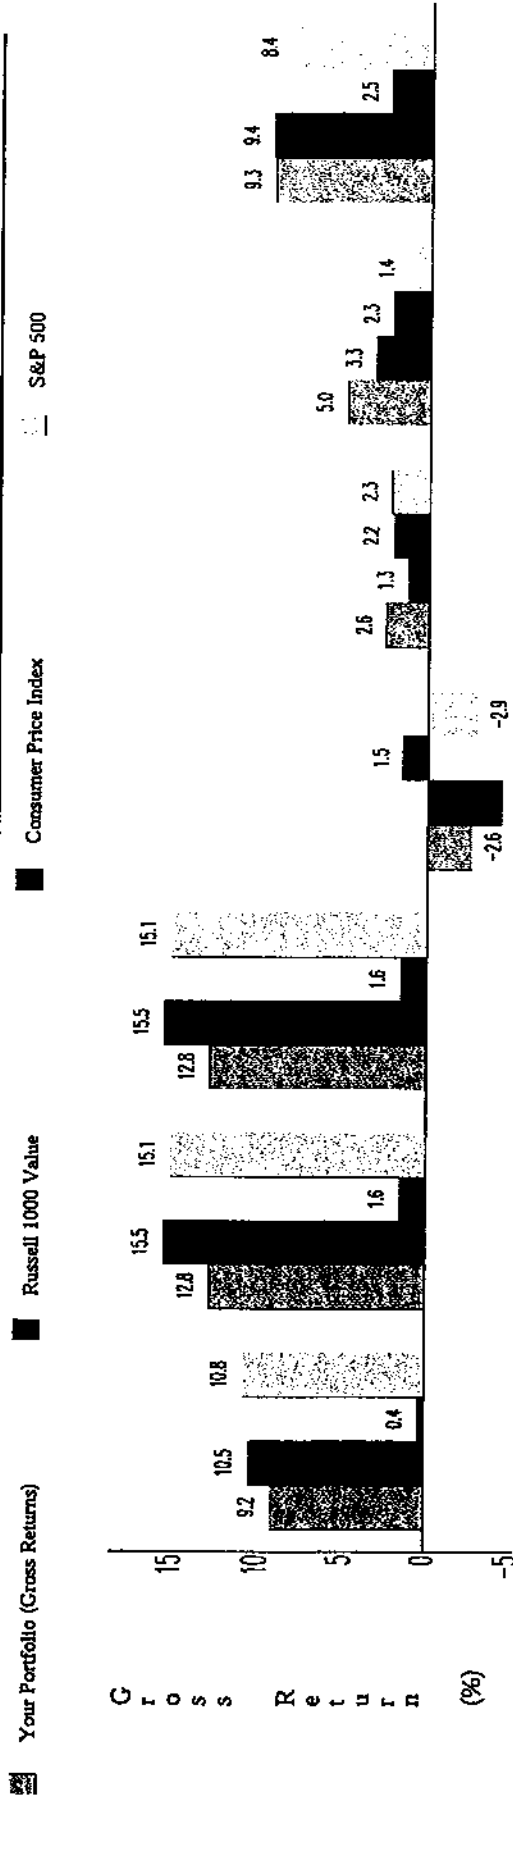 Your Portfolio (Gross Returns) Russell 1000 Value Consumer Price Index S&P 500
Gross Return (%)
15
10
5
0
-5
9.2 10.5 0.4 10.8
12.8 15.5 1.6 15.1
12.8 15.5 1.6 15.1
-2.6 1.5 -2.9
2.6 1.3 2.2 2.3
5.0 3.3 2.3 1.4
9.3 9.4 2.5 8.4